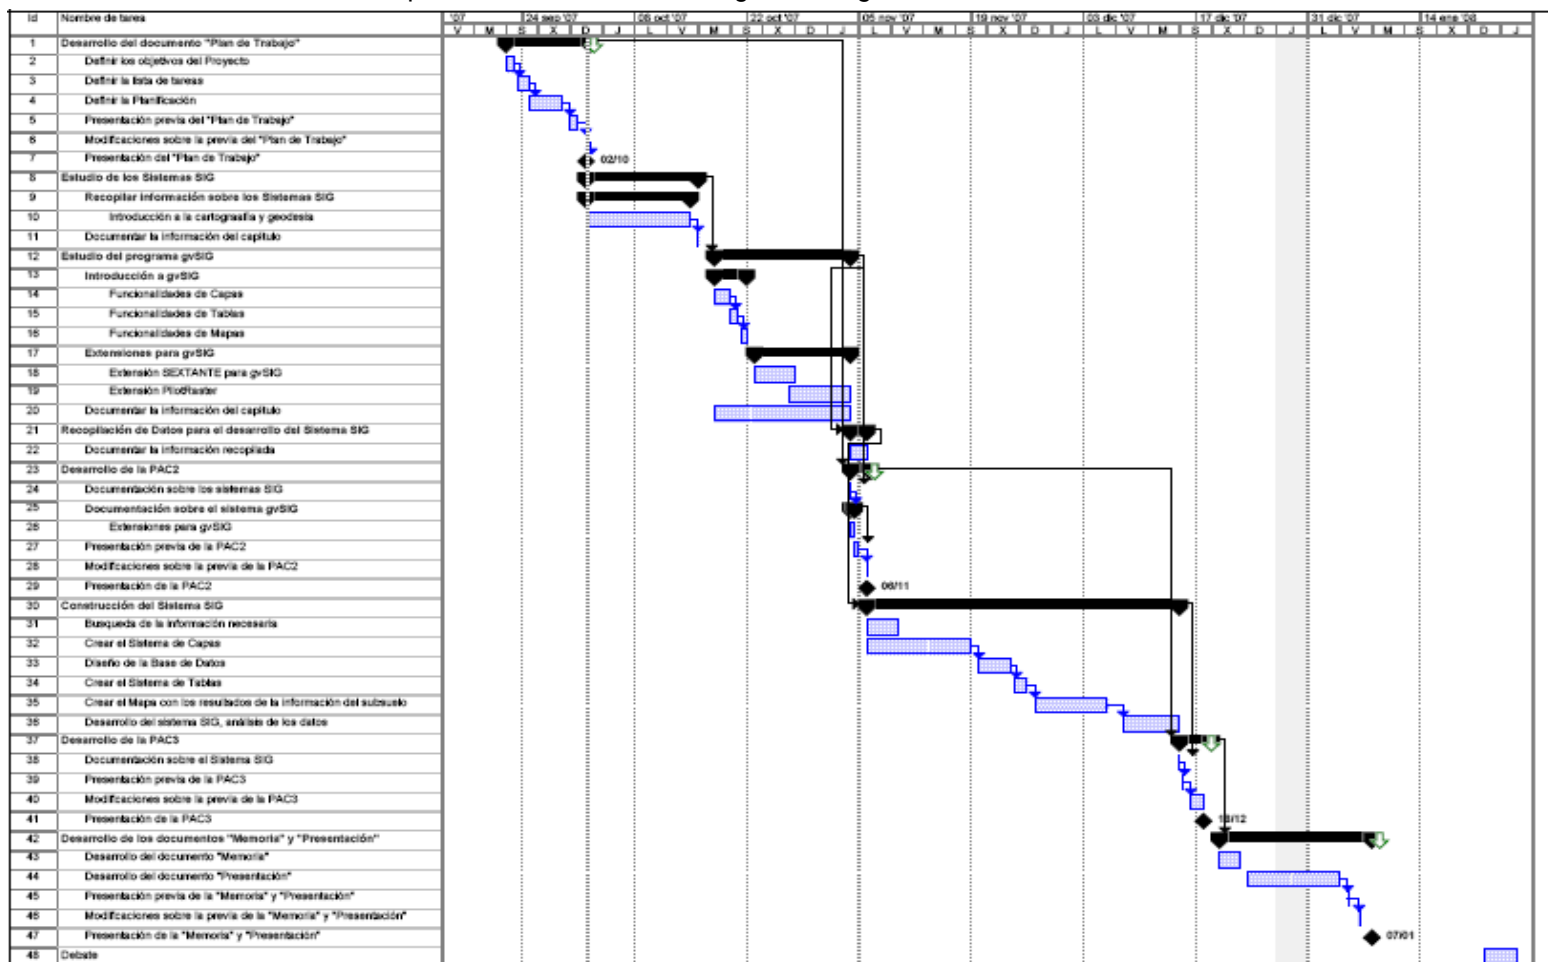 Id Nombre de tarea '07 24 sep '07 08 oct '07 22 oct '07 05 nov '07 19 nov '07 03 dic '07 17 dic '07 31 dic '07 14 ene '08
V M S X D J L V M S X D J L V M S X D J L V M S X D J
1 Desarrollo del documento "Plan de Trabajo"
2 Definir los objetivos del Proyecto
3 Definir la lista de tareas
4 Definir la Planificación
5 Presentación previa del "Plan de Trabajo"
6 Modificaciones sobre la previa del "Plan de Trabajo"
7 Presentación del "Plan de Trabajo" 02/10
8 Estudio de los Sistemas SIG
9 Recopilar información sobre los Sistemas SIG
10 Introducción a la cartograafía y geodesia
11 Documentar la información del capítulo
12 Estudio del programa gvSIG
13 Introducción a gvSIG
14 Funcionalidades de Capas
15 Funcionalidades de Tablas
16 Funcionalidades de Mapas
17 Extensiones para gvSIG
18 Extensión SEXTANTE para gvSIG
19 Extensión PilotRaster
20 Documentar la información del capítulo
21 Recopilación de Datos para el desarrollo del Sistema SIG
22 Documentar la información recopilada
23 Desarrollo de la PAC2
24 Documentación sobre los sistemas SIG
25 Documentación sobre el sistema gvSIG
26 Extensiones para gvSIG
27 Presentación previa de la PAC2
28 Modificaciones sobre la previa de la PAC2
29 Presentación de la PAC2 06/11
30 Construcción del Sistema SIG
31 Busqueda de la información necesaria
32 Crear el Sistema de Capas
33 Diseño de la Base de Datos
34 Crear el Sistema de Tablas
35 Crear el Mapa con los resultados de la información del subsuelo
36 Desarrollo del sistema SIG, análisis de los datos
37 Desarrollo de la PAC3
38 Documentación sobre el Sistema SIG
39 Presentación previa de la PAC3
40 Modificaciones sobre la previa de la PAC3
41 Presentación de la PAC3 18/12
42 Desarrollo de los documentos "Memoria" y "Presentación"
43 Desarrollo del documento "Memoria"
44 Desarrollo del documento "Presentación"
45 Presentación previa de la "Memoria" y "Presentación"
46 Modificaciones sobre la previa de la "Memoria" y "Presentación"
47 Presentación de la "Memoria" y "Presentación" 07/01
48 Debate